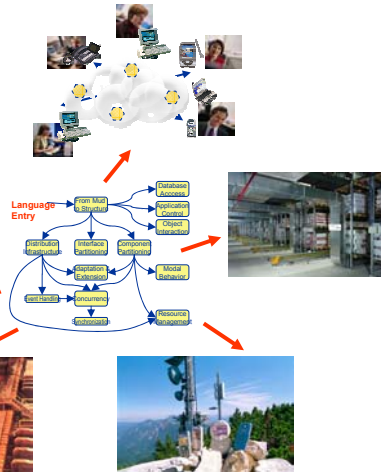 Language
Entry
From Mud
to Structure
Database
Acccess
Application
Control
Object
Interaction
Distribution
Infrastructure
Interface
Partitioning
Component
Partitioning
Adaptation &
Extension
Modal
Behavior
Event Handling
Concurrency
Synchronization
Resource
Management